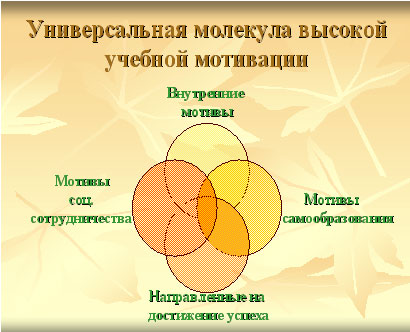 Универсальная молекула высокой
учебной мотивации
Внутренние
мотивы
Мотивы
соц.
сотрудничества
Мотивы
самообразования
Направленные на
достижение успеха